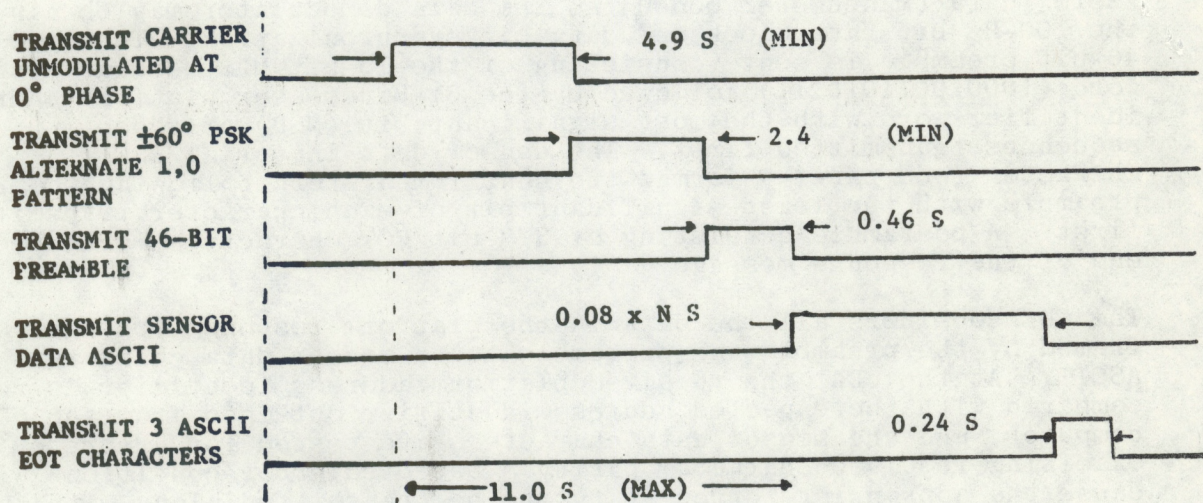 TRANSMIT CARRIER
UNMODULATED AT
0° PHASE
4.9 S (MIN)
TRANSMIT ±60° PSK
ALTERNATE 1,0
PATTERN
2.4 (MIN)
TRANSMIT 46-BIT
PREAMBLE
0.46 S
TRANSMIT SENSOR
DATA ASCII
0.08 x N S
TRANSMIT 3 ASCII
EOT CHARACTERS
0.24 S
11.0 S (MAX)